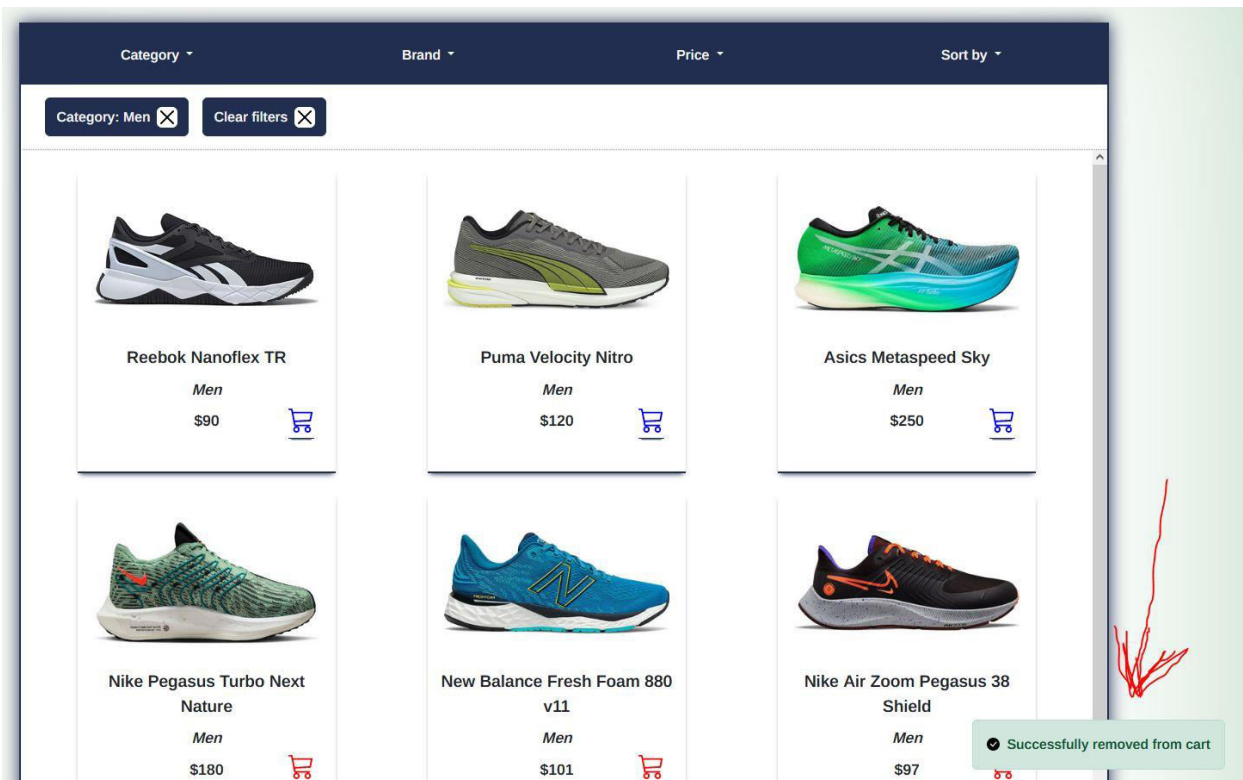 Category Brand Price Sort by
Category: Men Clear filters
Reebok Nanoflex TR
Men
$90
Puma Velocity Nitro
Men
$120
Asics Metaspeed Sky
Men
$250
Nike Pegasus Turbo Next
Nature
Men
$180
New Balance Fresh Foam 880
v11
Men
$101
Nike Air Zoom Pegasus 38
Shield
Men
$97
Successfully removed from cart